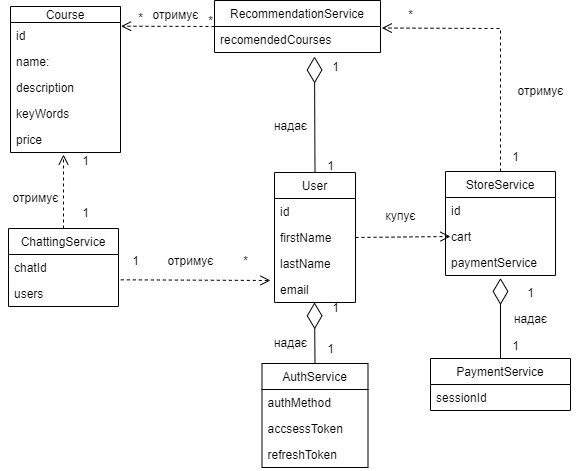 Course
id
name:
description
keyWords
price
* отримує *
RecommendationService
recomendedCourses
1
*
надає
отримує
1
1
отримує
1
1
User
id
firstName
lastName
email
купує
StoreService
id
cart
paymentService
ChattingService
chatId
users
1 отримує *
1
надає
1
1
надає
1
AuthService
authMethod
accsessToken
refreshToken
PaymentService
sessionId